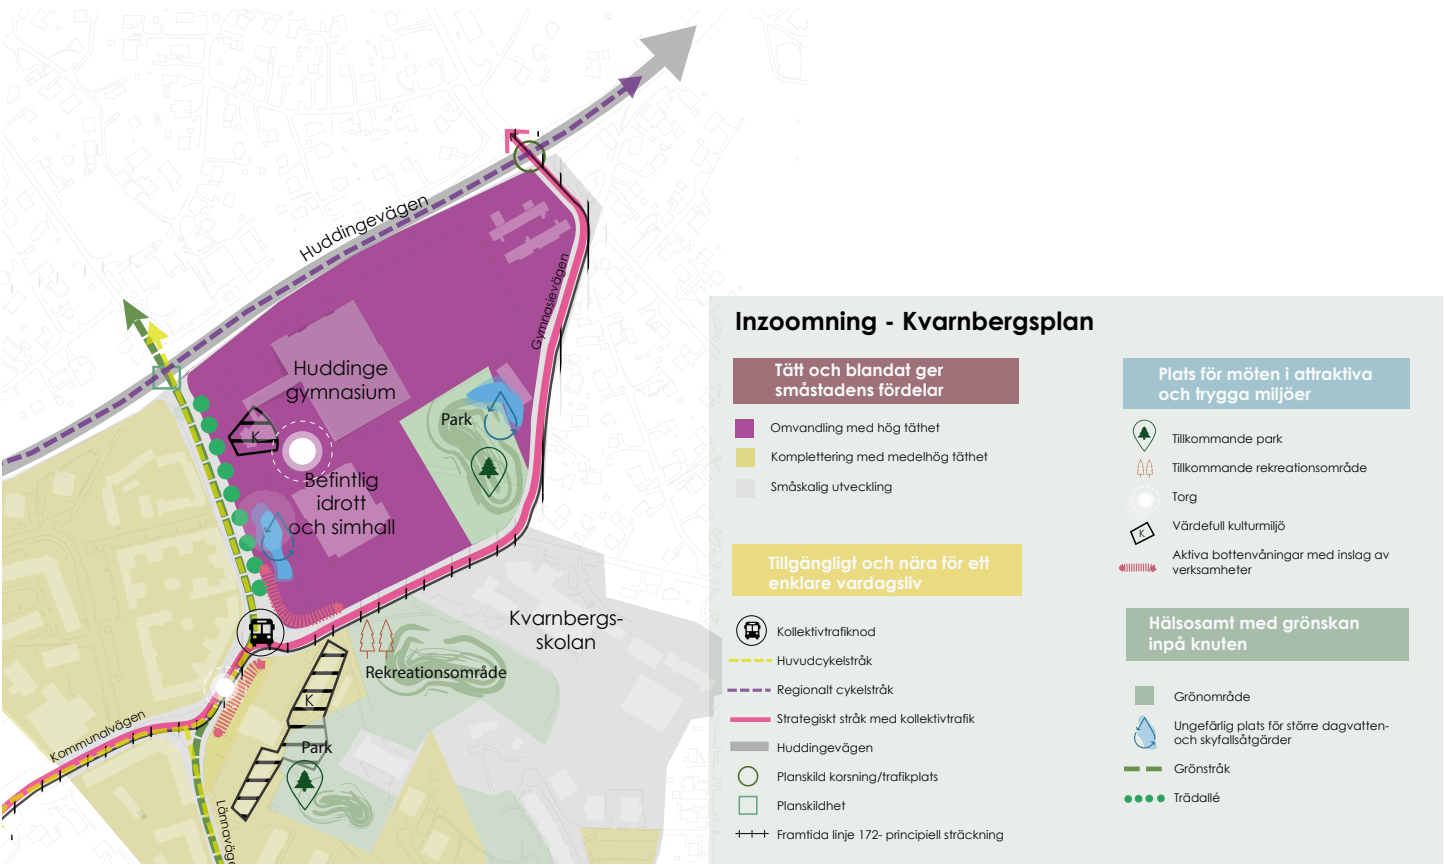 Huddingevägen
Gymnasievägen
Huddinge
gymnasium
Park
K
Befintlig
idrott
och simhall
Kvarnbergs-
skolan
Rekreationsområde
K
Kommunalvägen
Park
Lännaväge
Inzoomning - Kvarnbergsplan
Tätt och blandat ger
småstadens fördelar
Omvandling med hög täthet
Komplettering med medelhög täthet
Småskalig utveckling
Tillgängligt och nära för ett
enklare vardagsliv
Kollektivtrafiknod
Huvudcykelstråk
Regionalt cykelstråk
Strategiskt stråk med kollektivtrafik
Huddingevägen
Planskild korsning/trafikplats
Planskildhet
Framtida linje 172- principiell sträckning
Plats för möten i attraktiva
och trygga miljöer
Tillkommande park
Tillkommande rekreationsområde
Torg
K
Värdefull kulturmiljö
Aktiva bottenvåningar med inslag av
verksamheter
Hälsosamt med grönskan
inpå knuten
Grönområde
Ungefärlig plats för större dagvatten-
och skyfallsåtgärder
Grönstråk
Trädallé